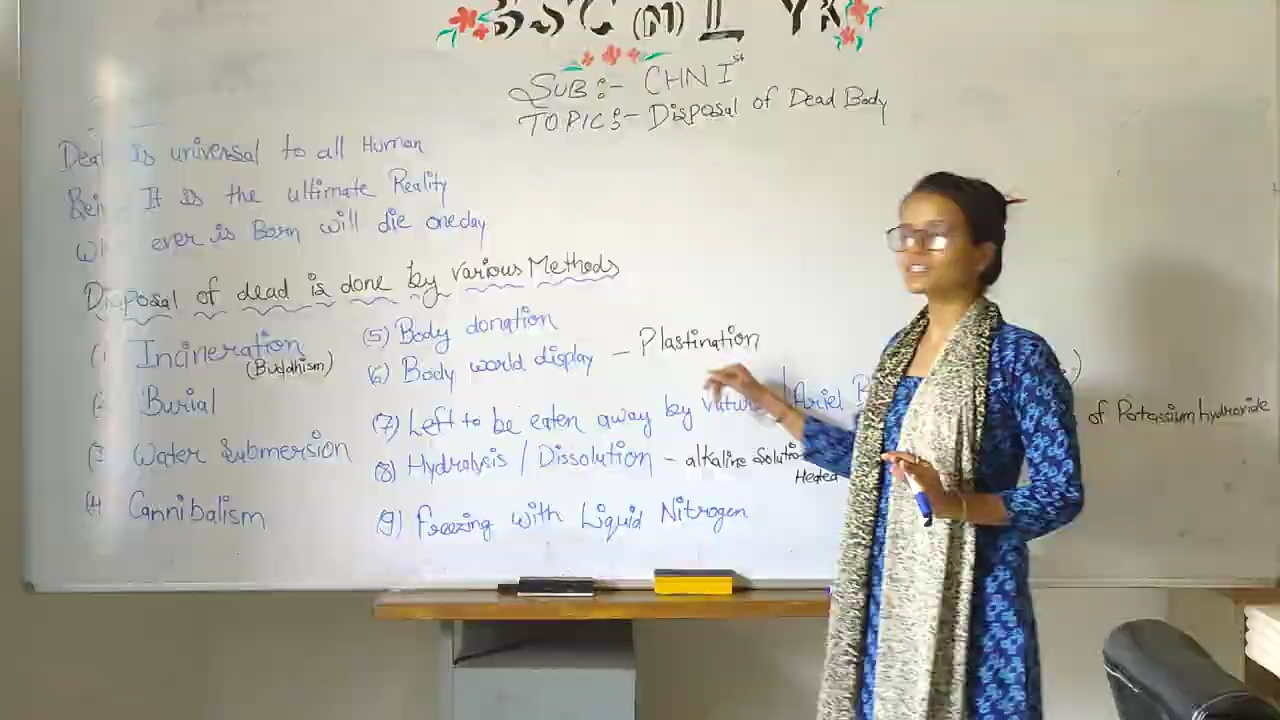 SUB:- CHN Ist
TOPIC:- Disposal of Dead Body
is universal to all Human
It is the ultimate Reality
ever is Born will die oneday
Disposal of dead is done by various Methods
Incineration
(Buddhism)
Burial
Water Submersion
Cannibalism
(5) Body donation
(6) Body world display - Plastination
(7) Left to be eaten away by
(8) Hydrolysis / Dissolution - alkaline
of Potassium hydroxide
Heated
(9) Freezing with Liquid Nitrogen